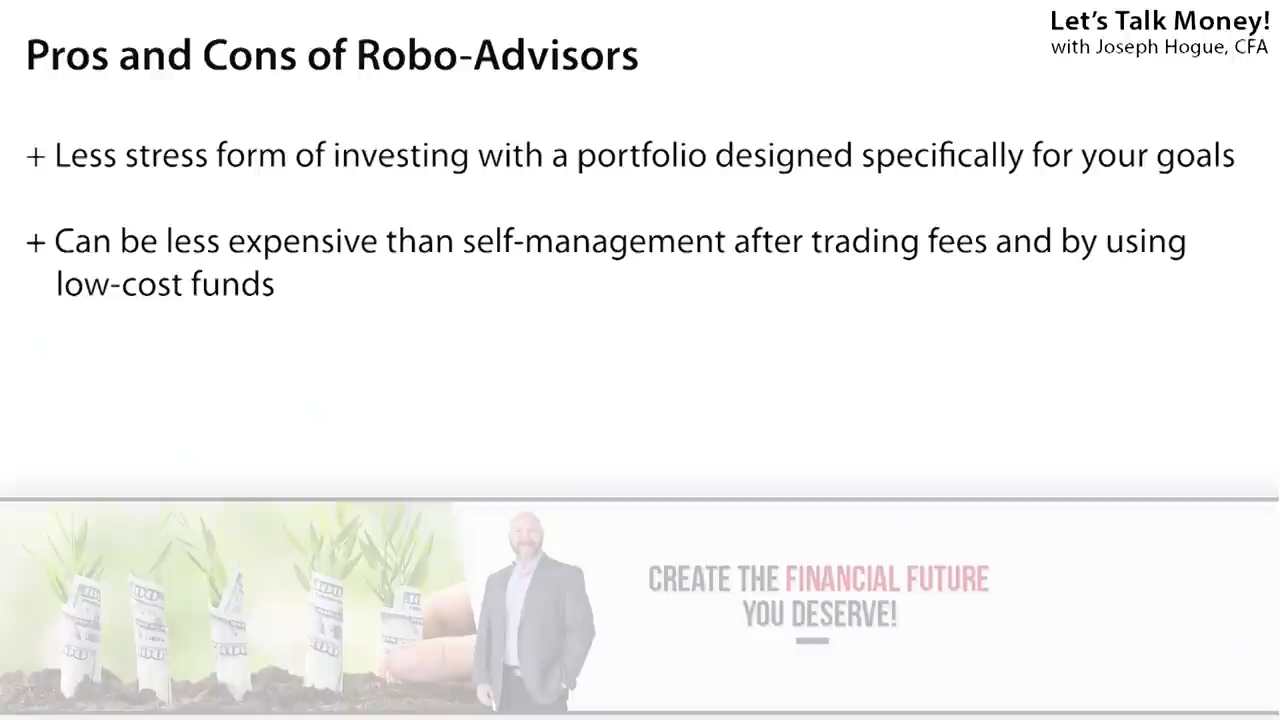 Let's Talk Money!
with Joseph Hogue, CFA
Pros and Cons of Robo-Advisors
+ Less stress form of investing with a portfolio designed specifically for your goals
+ Can be less expensive than self-management after trading fees and by using
low-cost funds
CREATE THE FINANCIAL FUTURE
YOU DESERVE!